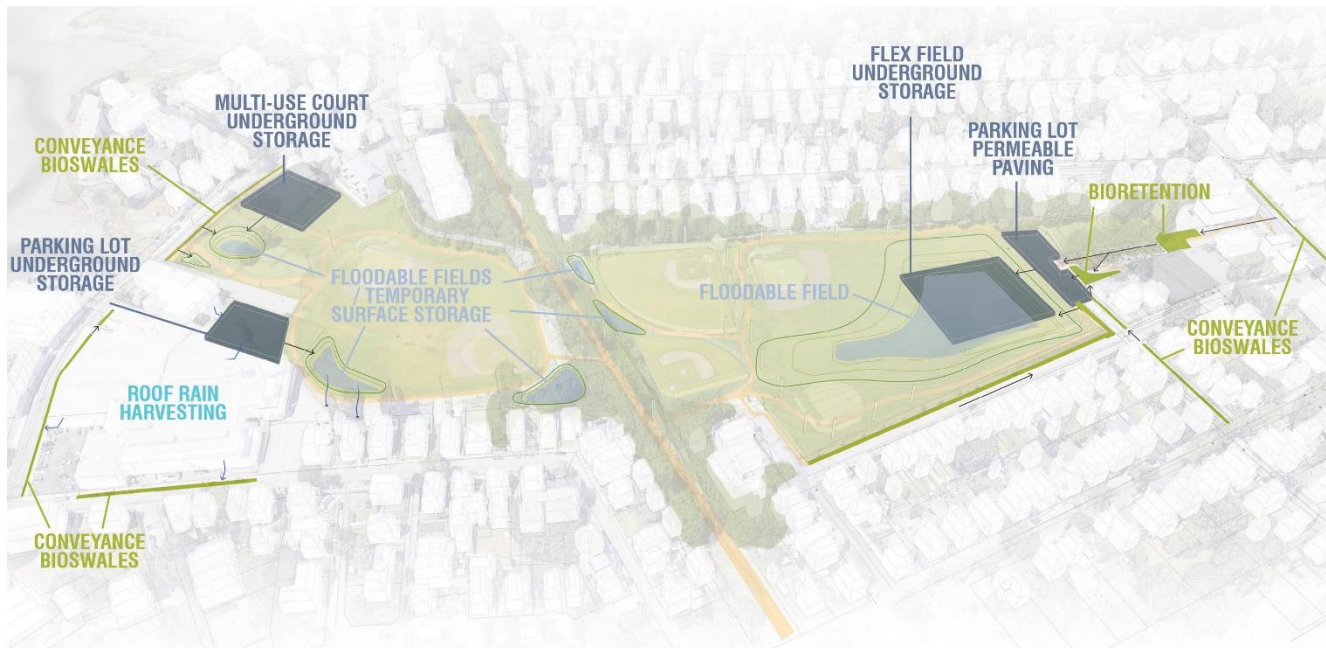 FLEX FIELD
UNDERGROUND
STORAGE
MULTI-USE COURT
UNDERGROUND
STORAGE
PARKING LOT
PERMEABLE
PAVING
CONVEYANCE
BIOSWALES
BIORETENTION
PARKING LOT
UNDERGROUND
STORAGE
FLOODABLE FIELDS
TEMPORARY
SURFACE STORAGE
FLOODABLE FIELD
CONVEYANCE
BIOSWALES
ROOF RAIN
HARVESTING
CONVEYANCE
BIOSWALES